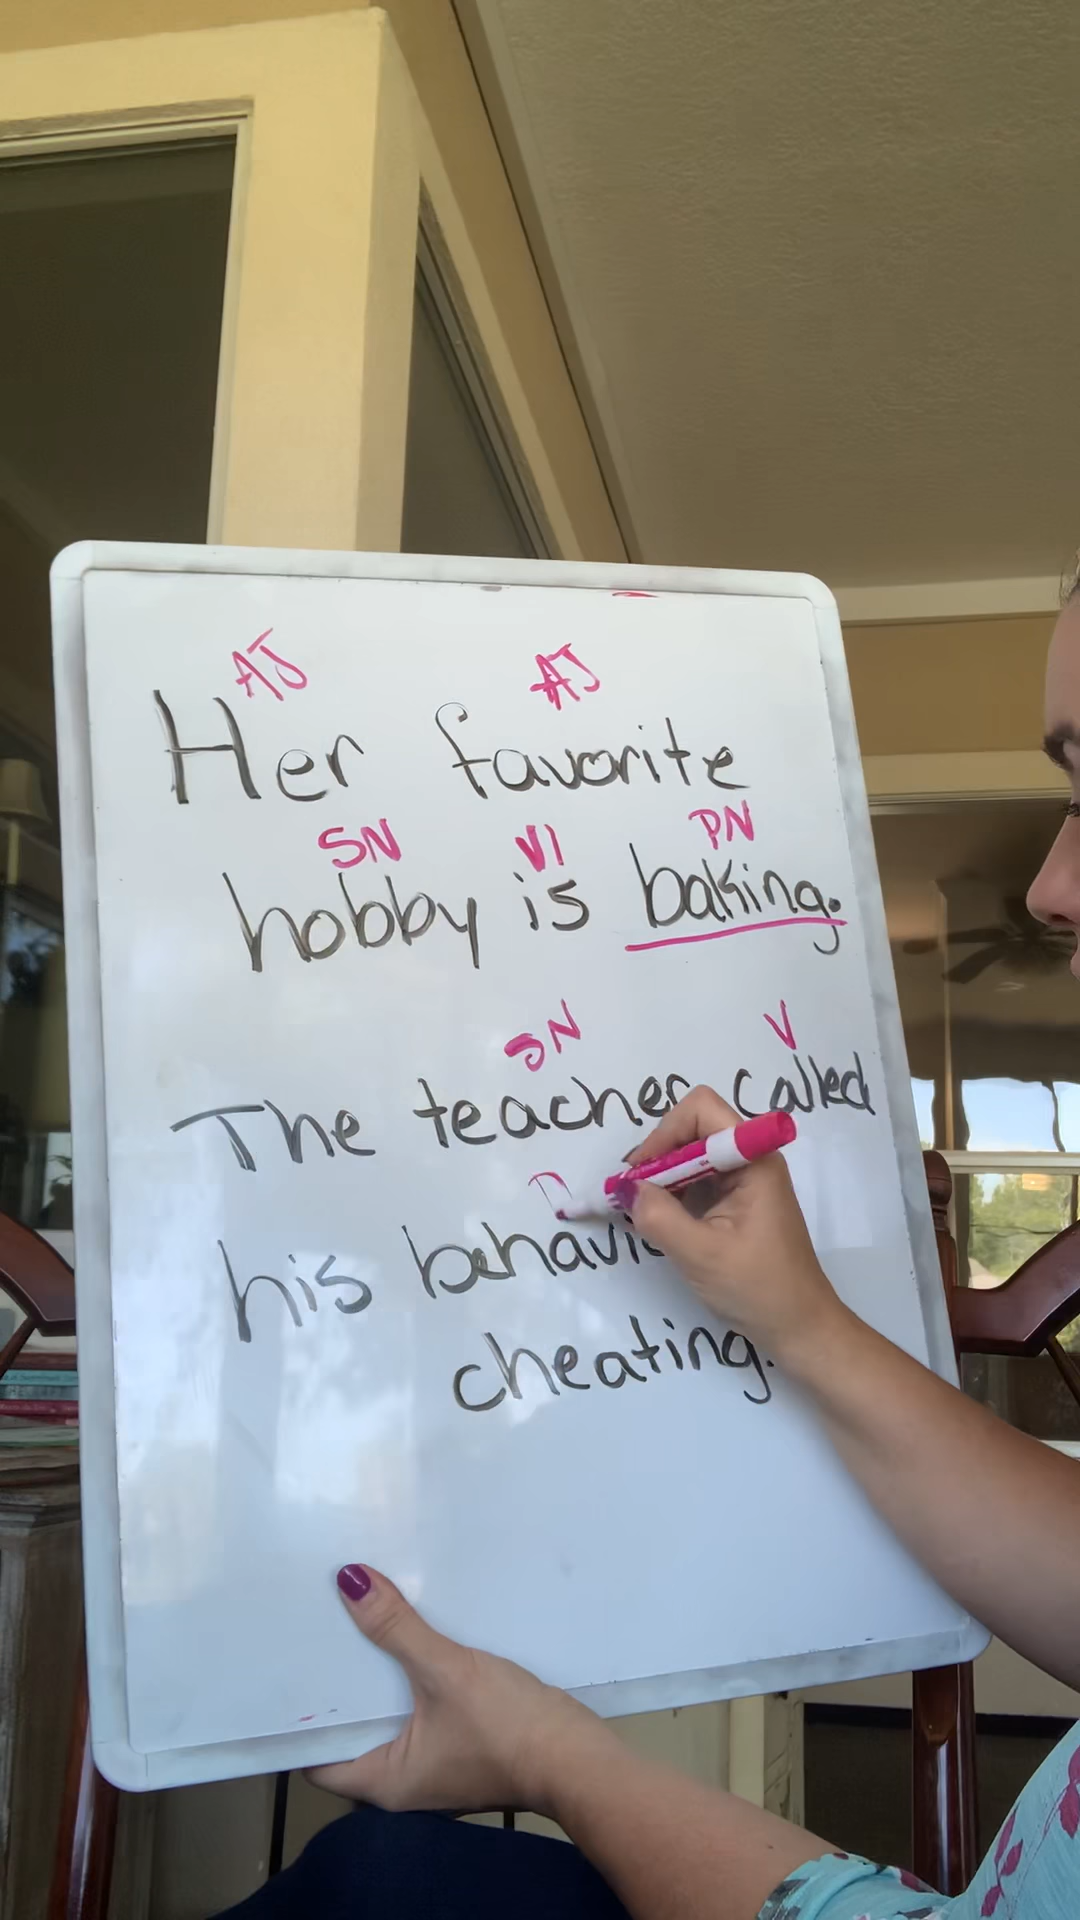 AJ AJ
Her favorite
SN VI PN
hobby is baking.
SN V
The teacher called
his
cheating.